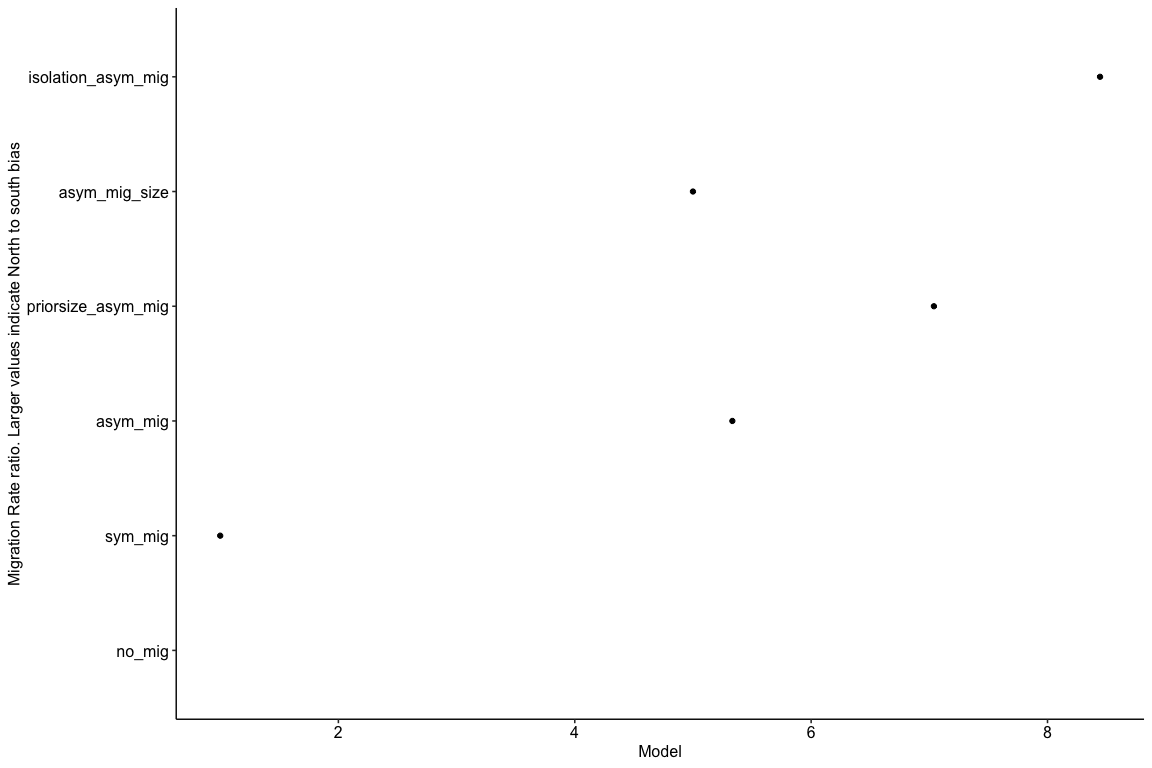 Migration Rate ratio. Larger values indicate North to south bias
isolation_asym_mig
asym_mig_size
priorsize_asym_mig
asym_mig
sym_mig
no_mig
2 4 6 8
Model